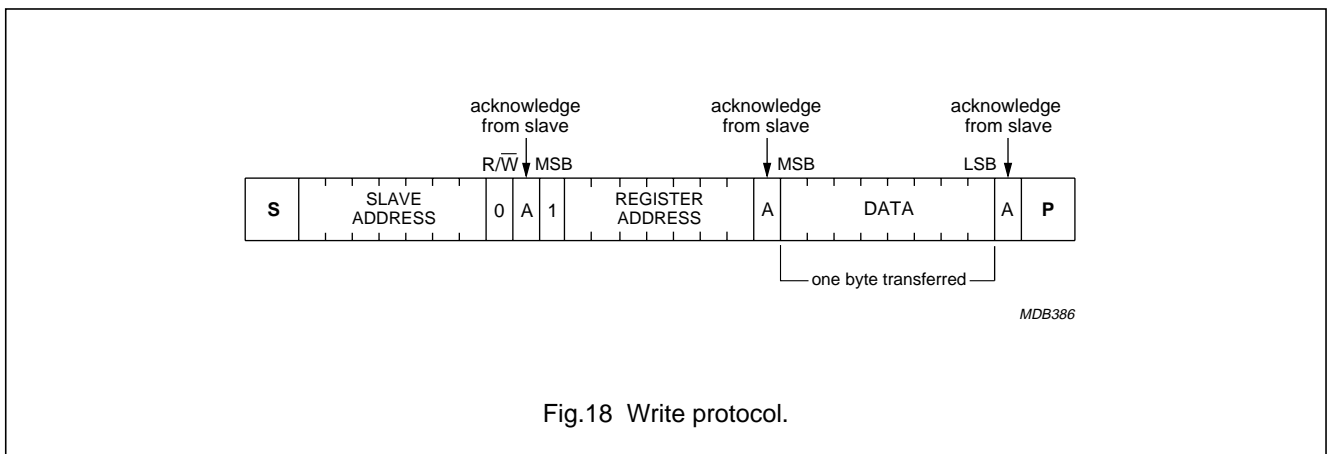 acknowledge
from slave
acknowledge
from slave
acknowledge
from slave
R/W̅ MSB
MSB
LSB
S
SLAVE
ADDRESS
0
A
1
REGISTER
ADDRESS
A
DATA
A
P
one byte transferred
MDB386
Fig.18 Write protocol.